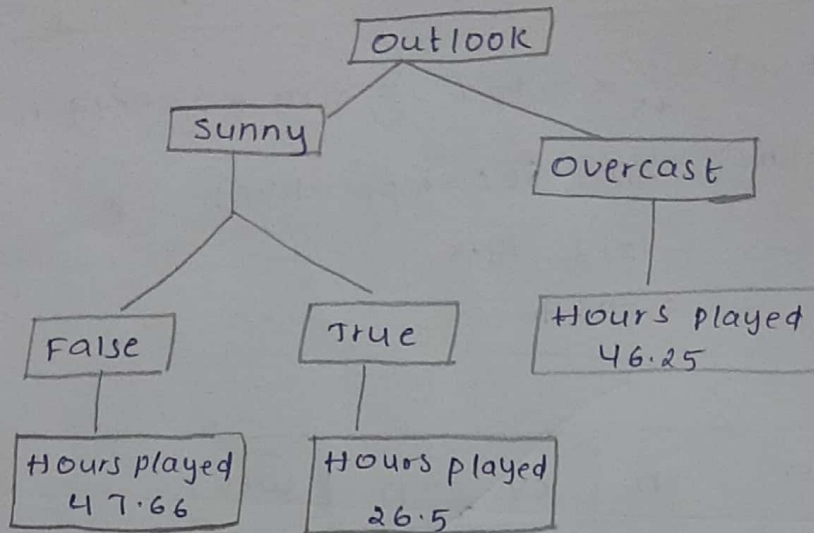 Outlook
Sunny
Overcast
False
True
Hours played
46.25
Hours played
47.66
Hours played
26.5